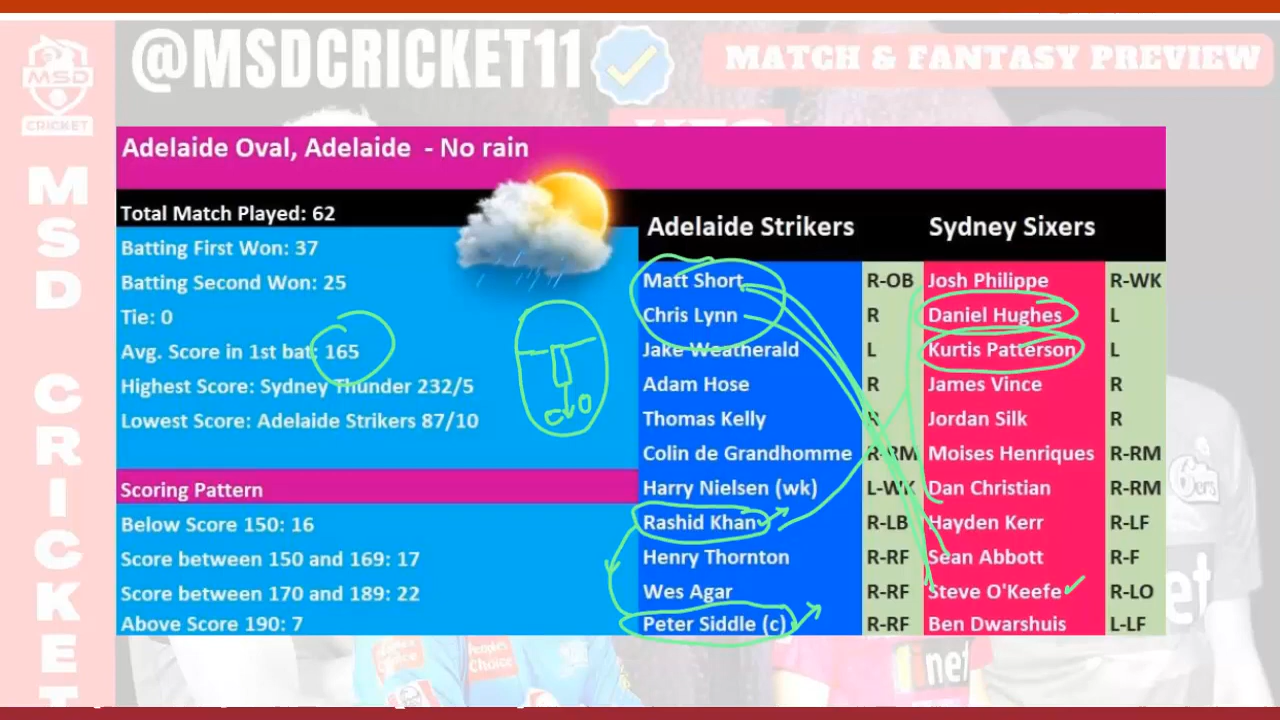 @MSDCRICKET11
MATCH & FANTASY PREVIEW
MSD
CRICKET
MSD CRICKET
Adelaide Oval, Adelaide - No rain
Total Match Played: 62
Batting First Won: 37
Batting Second Won: 25
Tie: 0
Avg. Score in 1st bat: 165
Highest Score: Sydney Thunder 232/5
Lowest Score: Adelaide Strikers 87/10
Scoring Pattern
Below Score 150: 16
Score between 150 and 169: 17
Score between 170 and 189: 22
Above Score 190: 7
Adelaide Strikers Sydney Sixers
Matt Short R-OB Josh Philippe R-WK
Chris Lynn R Daniel Hughes L
Jake Weatherald L Kurtis Patterson L
Adam Hose R James Vince R
Thomas Kelly R Jordan Silk R
Colin de Grandhomme R-RM Moises Henriques R-RM
Harry Nielsen (wk) L-WK Dan Christian R-RM
Rashid Khan R-LB Hayden Kerr R-LF
Henry Thornton R-RF Sean Abbott R-F
Wes Agar R-RF Steve O'Keefe R-LO
Peter Siddle (c) R-RF Ben Dwarshuis L-LF
6ers